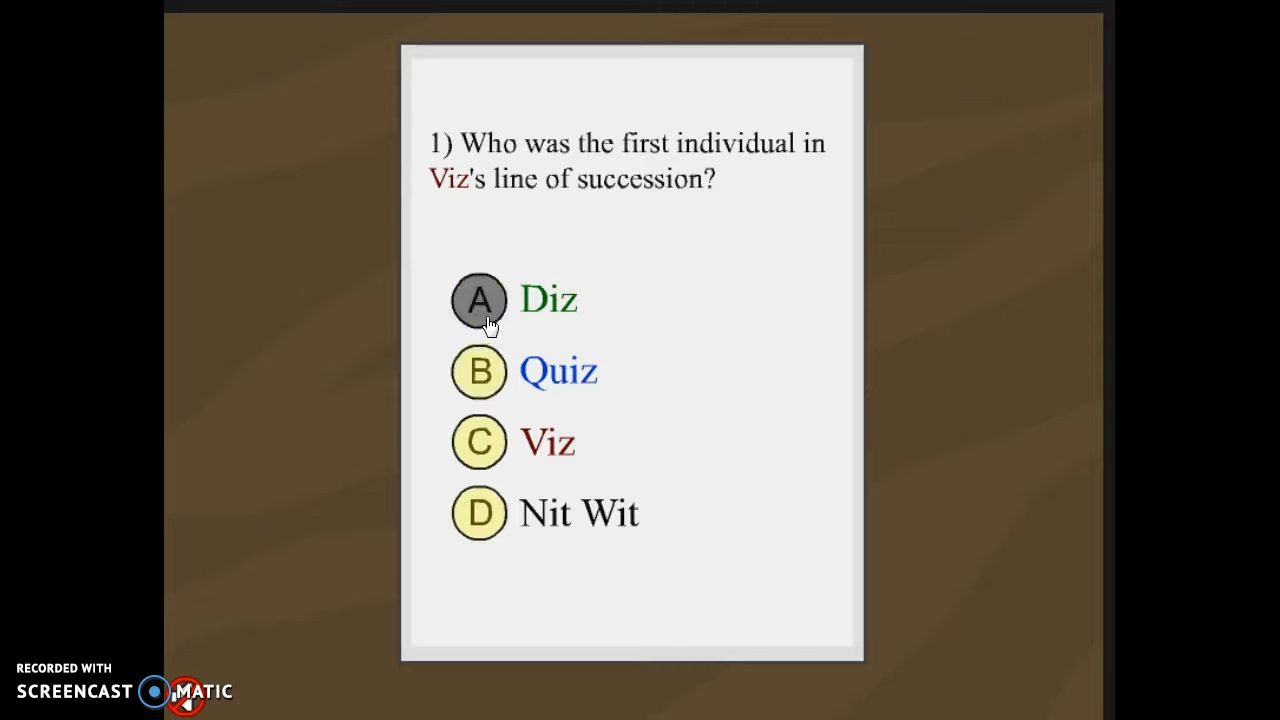 1) Who was the first individual in
Viz's line of succession?
A Diz
B Quiz
C Viz
D Nit Wit
RECORDED WITH
SCREENCAST MATIC